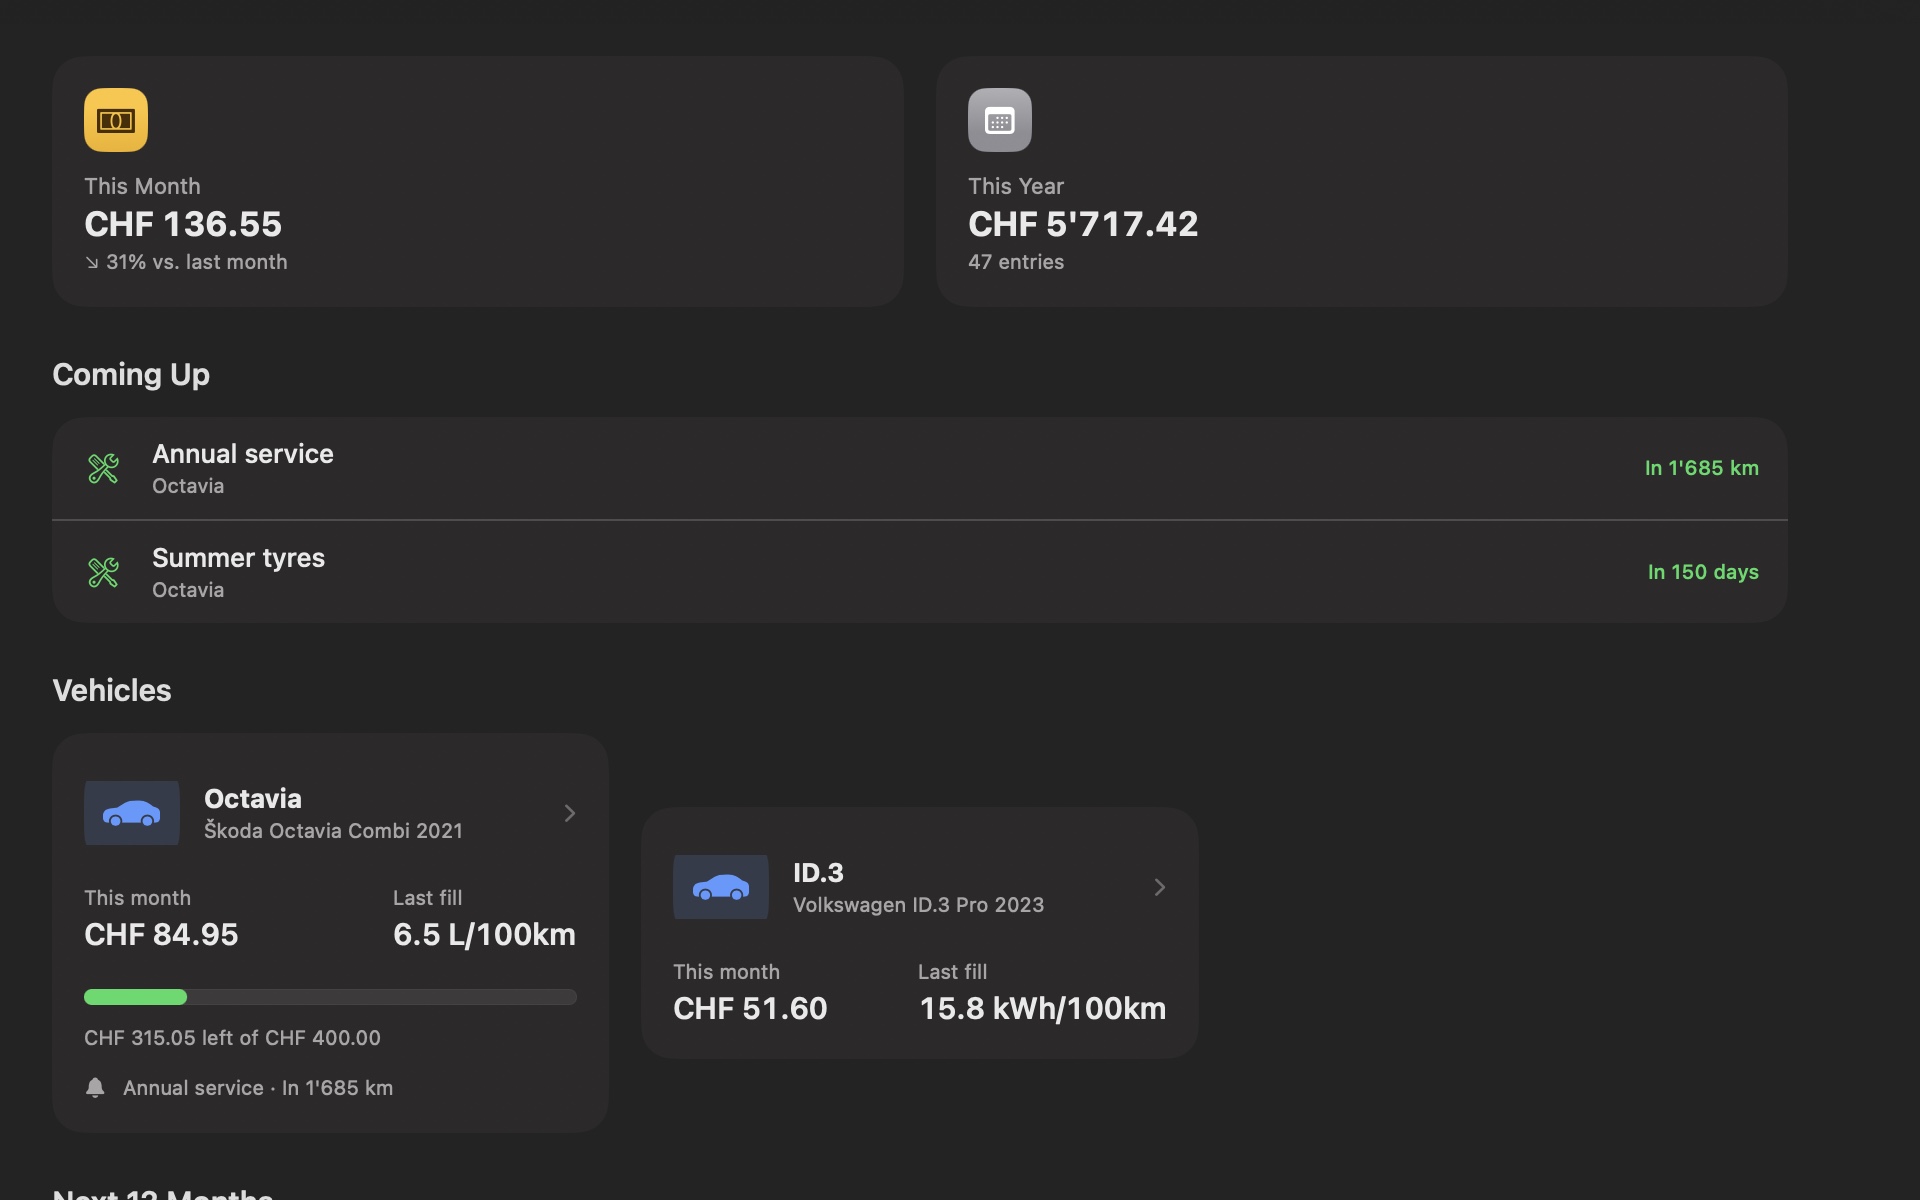 This Month
CHF 136.55
↘ 31% vs. last month
This Year
CHF 5'717.42
47 entries
Coming Up
Annual service
Octavia
In 1'685 km
Summer tyres
Octavia
In 150 days
Vehicles
Octavia
Škoda Octavia Combi 2021
This month
Last fill
CHF 84.95
6.5 L/100km
CHF 315.05 left of CHF 400.00
Annual service · In 1'685 km
ID.3
Volkswagen ID.3 Pro 2023
This month
Last fill
CHF 51.60
15.8 kWh/100km
Next 12 Months